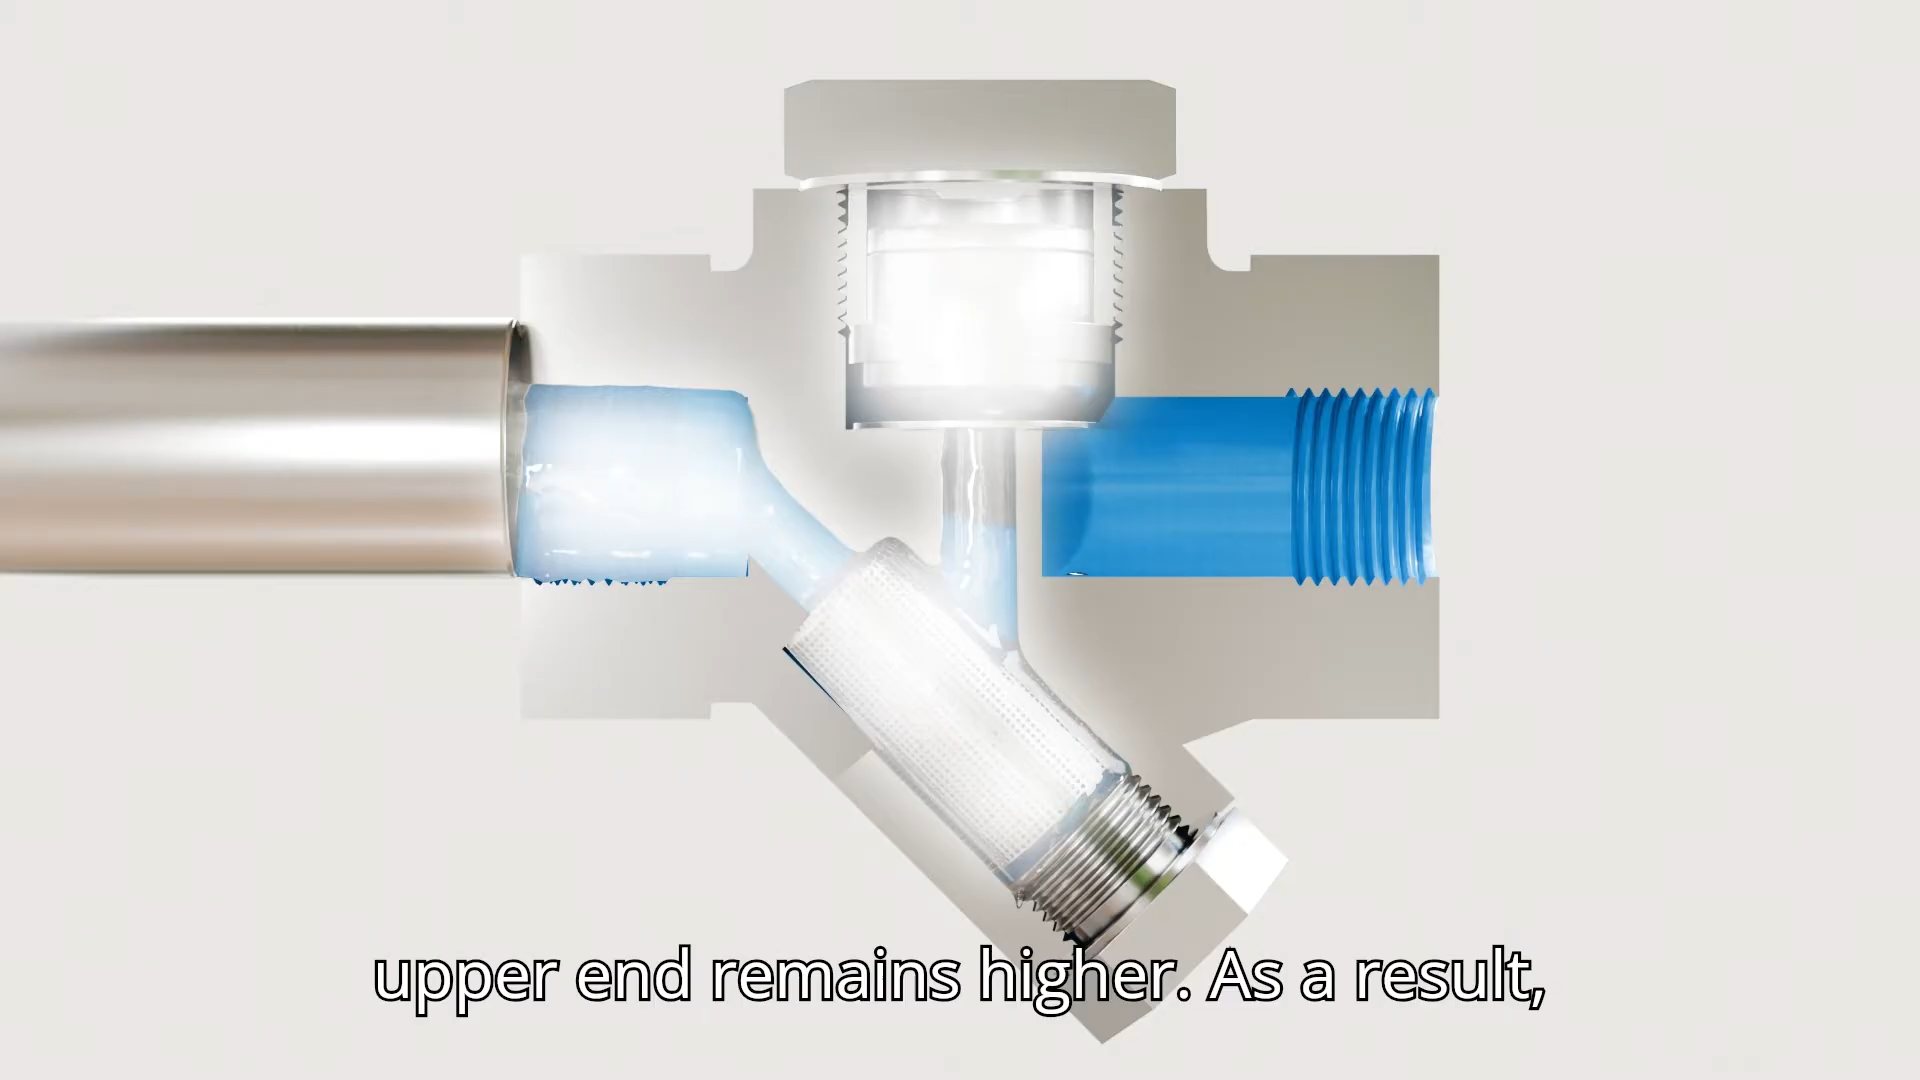 upper end remains higher. As a result,